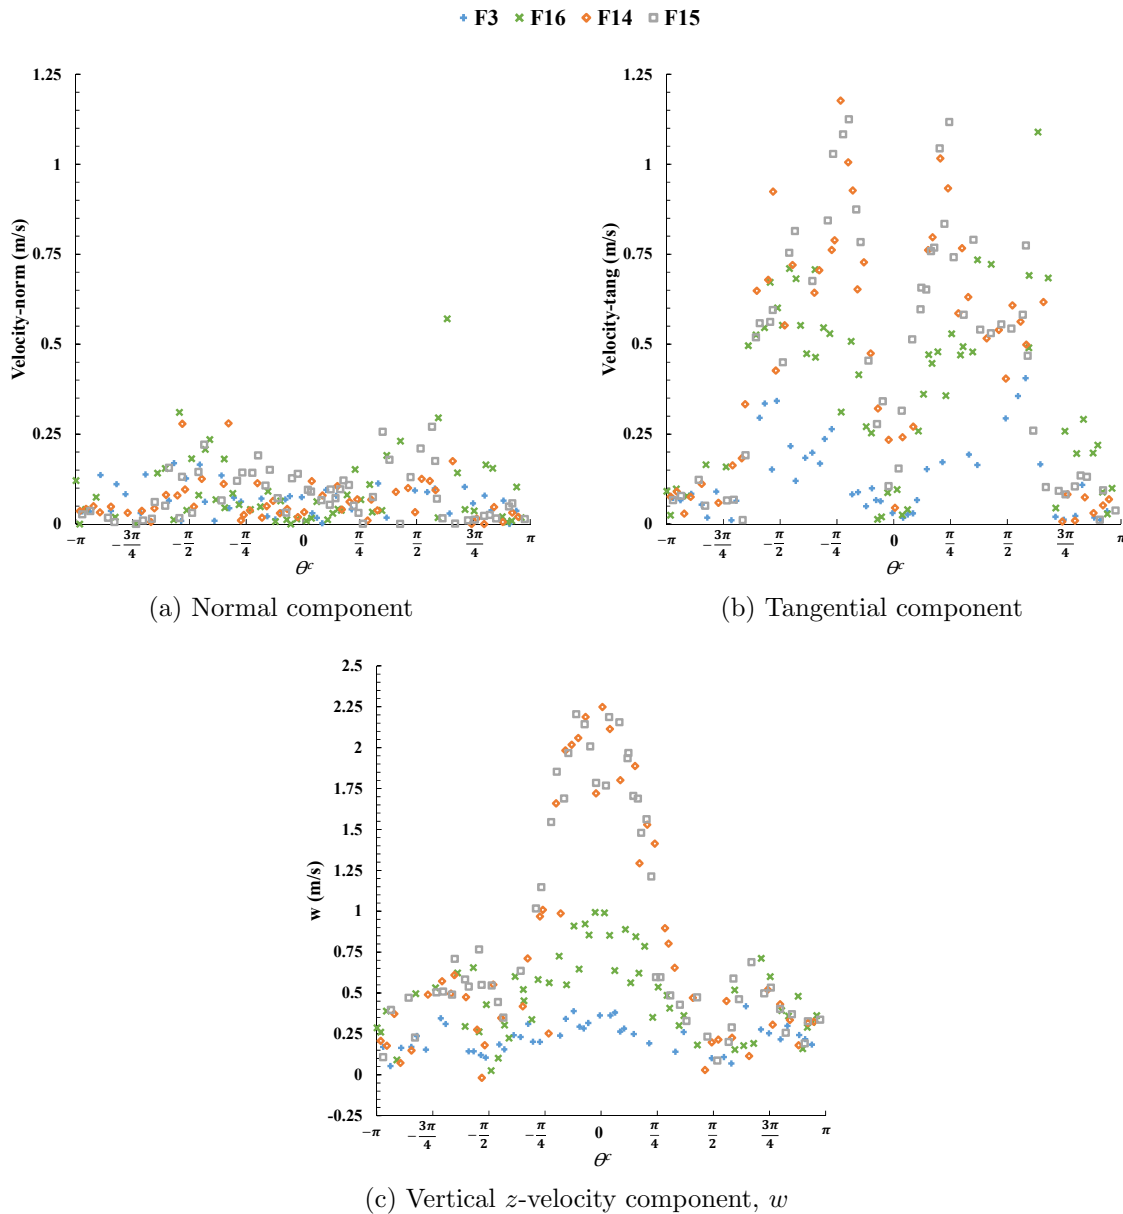 F3 F16 F14 F15
1.25
1
0.75
0.5
0.25
0
Velocity-norm (m/s)
−π −3π/4 −π/2 −π/4 0 π/4 π/2 3π/4 π
θᶜ
(a) Normal component
1.25
1
0.75
0.5
0.25
0
Velocity-tang (m/s)
−π −3π/4 −π/2 −π/4 0 π/4 π/2 3π/4 π
θᶜ
(b) Tangential component
2.5
2.25
2
1.75
1.5
1.25
1
0.75
0.5
0.25
0
-0.25
w (m/s)
−π −3π/4 −π/2 −π/4 0 π/4 π/2 3π/4 π
θᶜ
(c) Vertical z-velocity component, w